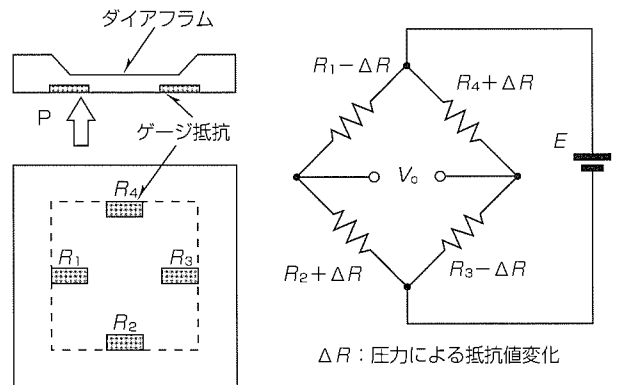 ダイアフラム
P
ゲージ抵抗
R₄
R₁
R₃
R₂
R₁−ΔR
R₄+ΔR
E
V₀
R₂+ΔR
R₃−ΔR
ΔR：圧力による抵抗値変化